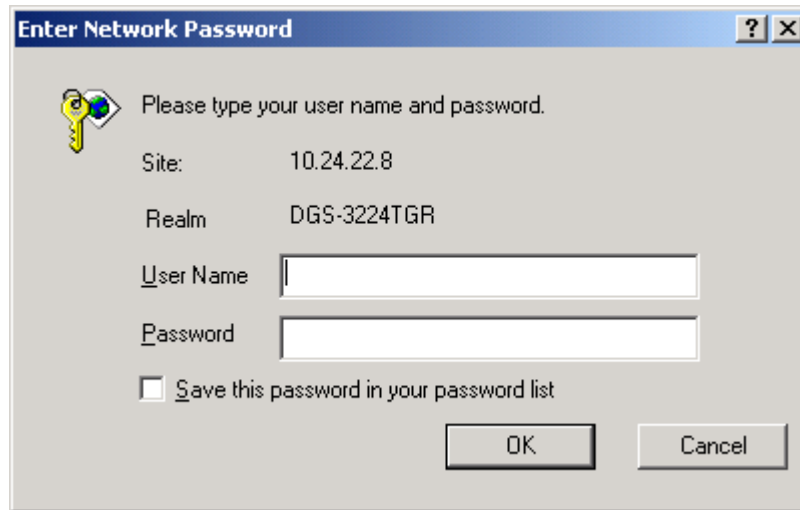 Enter Network Password
Please type your user name and password.
Site: 10.24.22.8
Realm DGS-3224TGR
User Name
Password
Save this password in your password list
OK Cancel